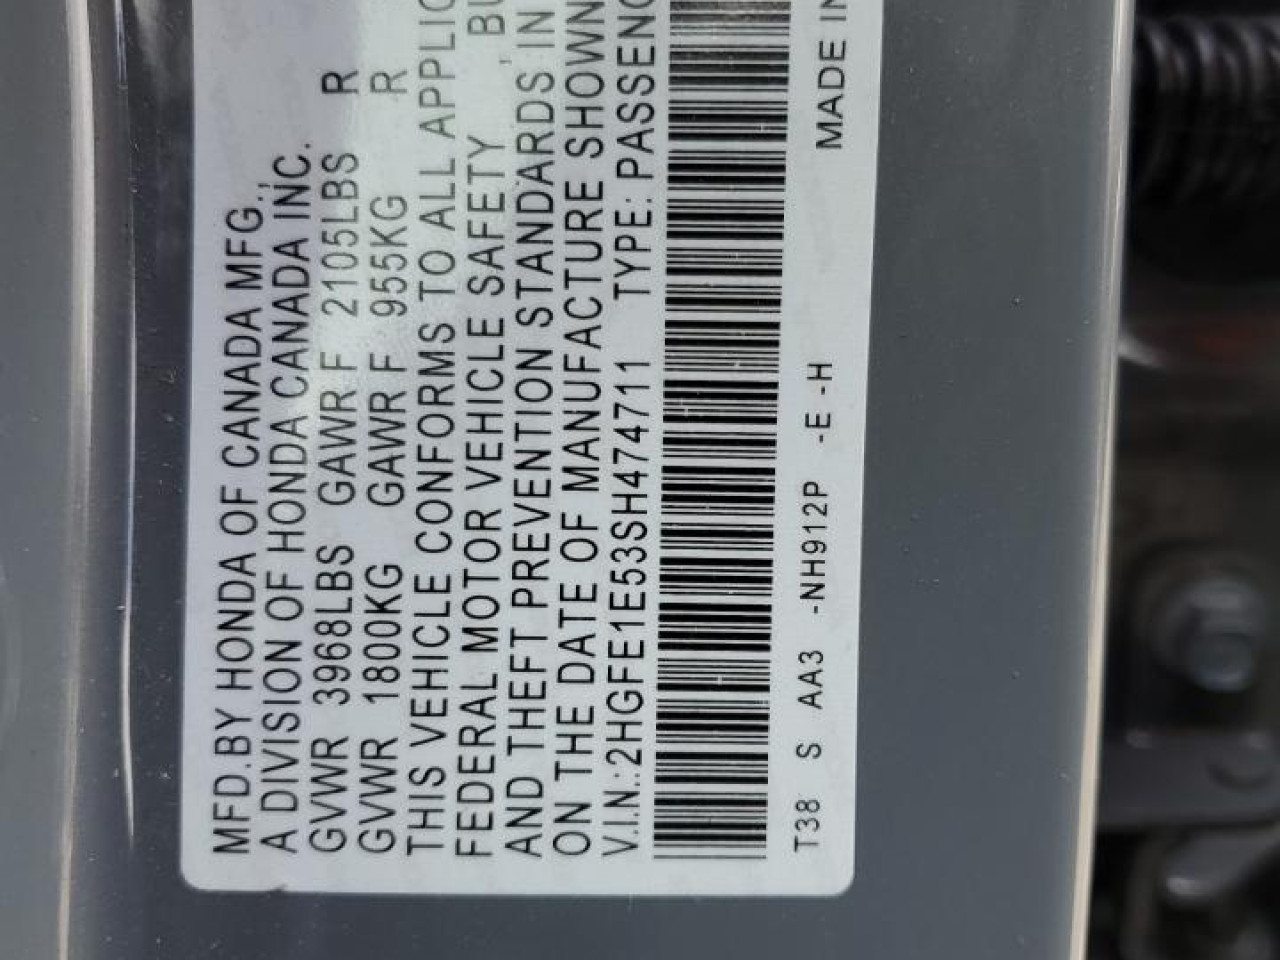 MFD.BY HONDA OF CANADA MFG.,
A DIVISION OF HONDA CANADA INC.
GVWR 3968LBS GAWR F 2105LBS R
GVWR 1800KG GAWR F 955KG R
THIS VEHICLE CONFORMS TO ALL APPLIC
FEDERAL MOTOR VEHICLE SAFETY, BU
AND THEFT PREVENTION STANDARDS IN
ON THE DATE OF MANUFACTURE SHOWN
V.I.N.:2HGFE1E53SH474711 TYPE: PASSENG
MADE IN
T38 S AA3 -NH912P -E -H